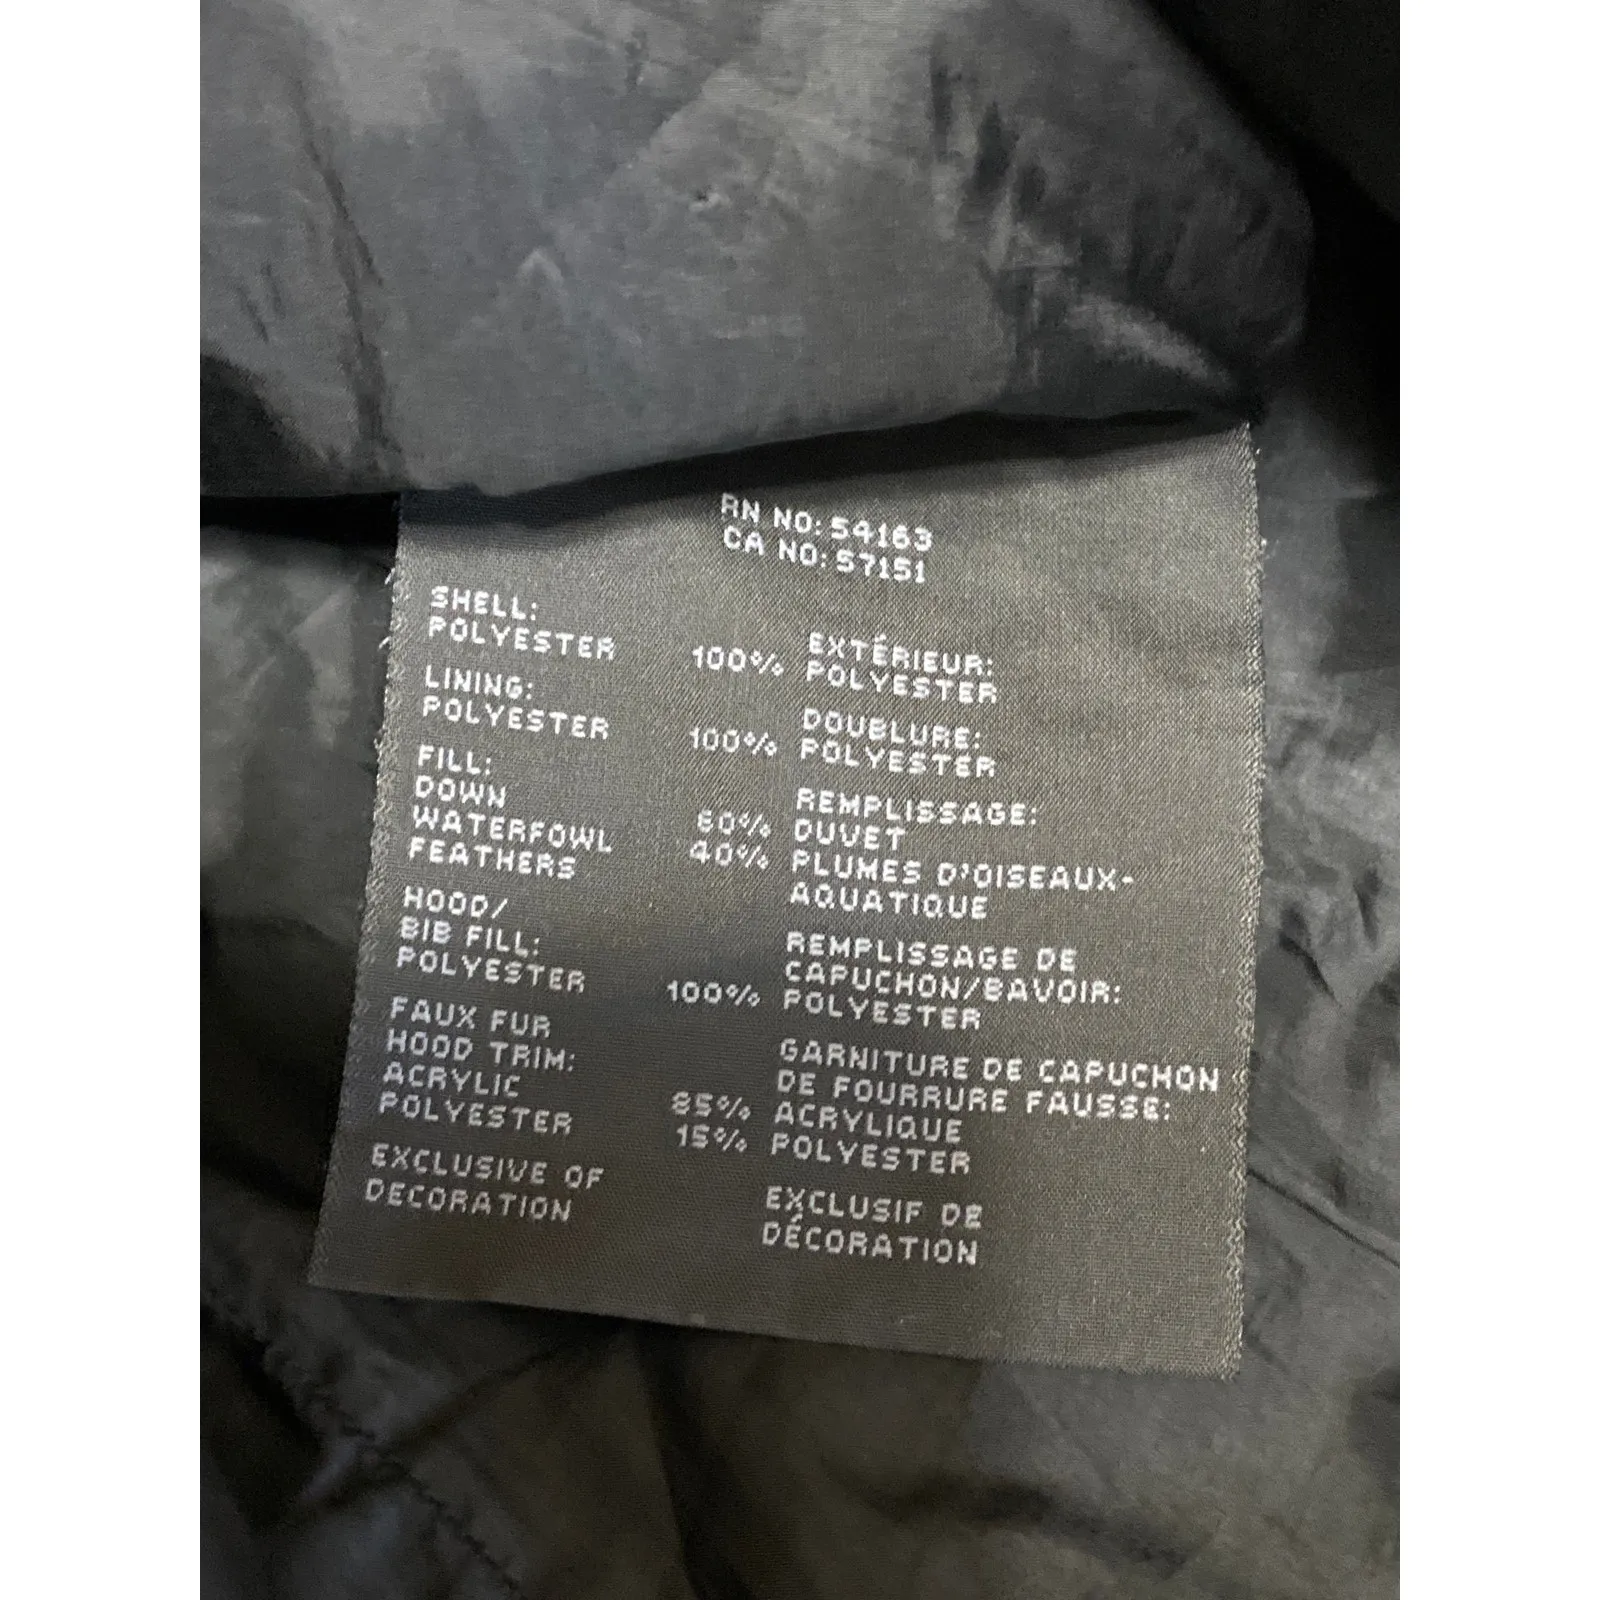 RN NO: 54163
CA NO: 57151
SHELL:
POLYESTER 100%
LINING:
POLYESTER 100%
FILL:
DOWN 60%
WATERFOWL 40%
FEATHERS
HOOD/
BIB FILL:
POLYESTER 100%
FAUX FUR
HOOD TRIM:
ACRYLIC 85%
POLYESTER 15%
EXCLUSIVE OF
DECORATION
EXTÉRIEUR:
POLYESTER
DOUBLURE:
POLYESTER
REMPLISSAGE:
DUVET
PLUMES D'OISEAUX-
AQUATIQUE
REMPLISSAGE DE
CAPUCHON/BAVOIR:
POLYESTER
GARNITURE DE CAPUCHON
DE FOURRURE FAUSSE:
ACRYLIQUE
POLYESTER
EXCLUSIF DE
DÉCORATION